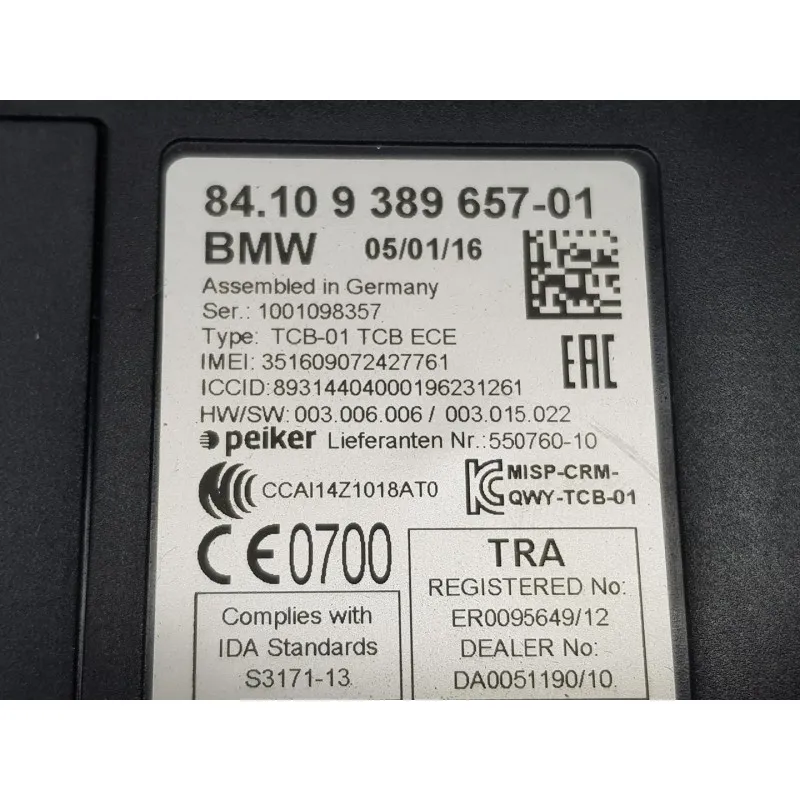 84.10 9 389 657-01
BMW 05/01/16
Assembled in Germany
Ser.: 1001098357
Type: TCB-01 TCB ECE
IMEI: 351609072427761
ICCID:89314404000196231261
HW/SW: 003.006.006 / 003.015.022
peiker Lieferanten Nr.:550760-10
CCAI14Z1018AT0
MISP-CRM-
QWY-TCB-01
EAC
CE0700
Complies with
IDA Standards
S3171-13
TRA
REGISTERED No:
ER0095649/12
DEALER No:
DA0051190/10